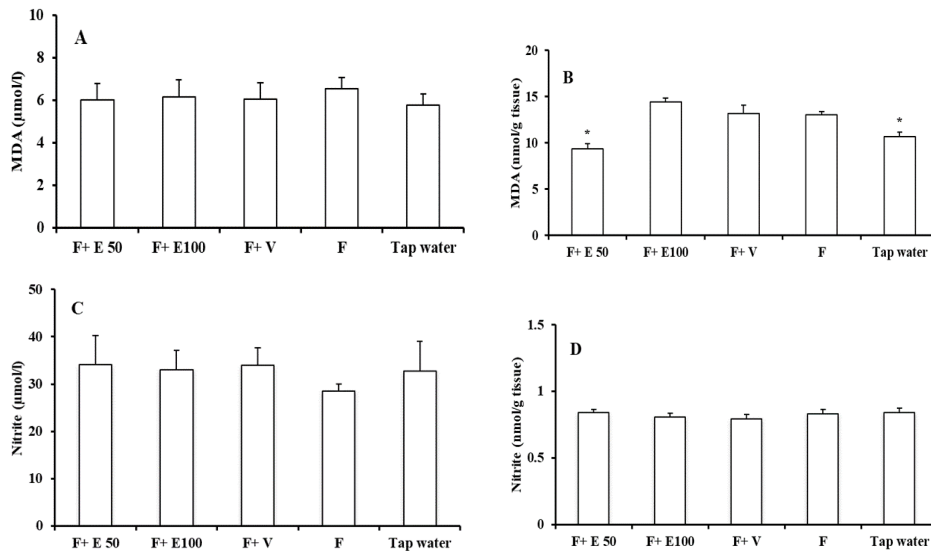 A
MDA (µmol/l)
10
8
6
4
2
0
F+ E 50 F+ E100 F+ V F Tap water
B
MDA (nmol/g tissue)
20
15
10
5
0
*
*
F+ E 50 F+ E100 F+ V F Tap water
C
Nitrite (µmol/l)
50
40
30
20
10
0
F+ E 50 F+ E100 F+ V F Tap water
D
Nitrite (nmol/g tissue)
1.5
1
0.5
0
F+ E 50 F+ E100 F+ V F Tap water